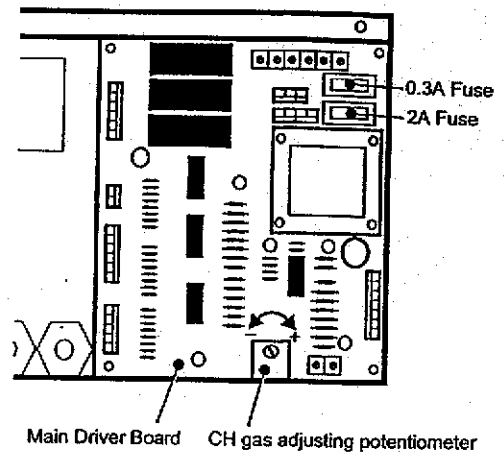 0.3A Fuse
2A Fuse
- +
Main Driver Board CH gas adjusting potentiometer